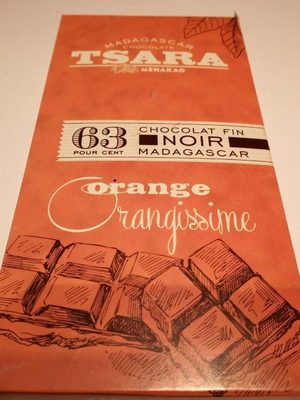 MADAGASCAR
CHOCOLATE
TSARA
MENAKAO
63
POUR CENT
CHOCOLAT FIN
NOIR
MADAGASCAR
orange
Orangissime